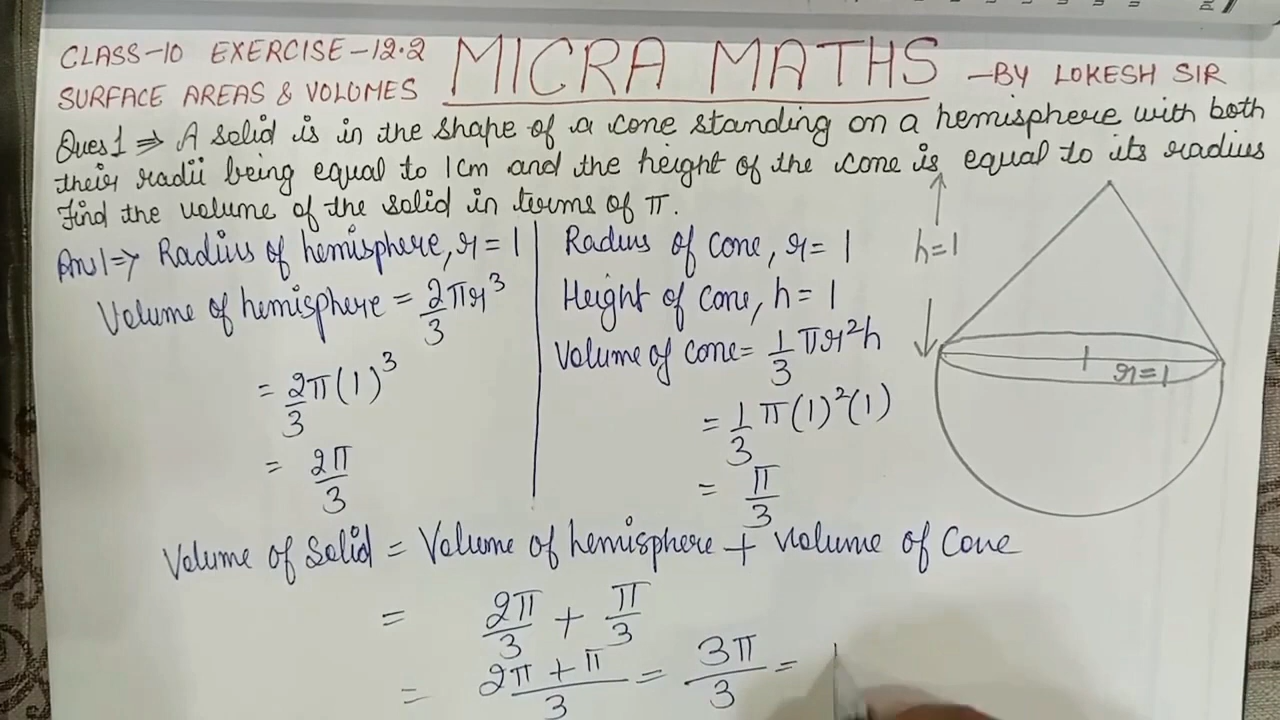 CLASS-10 EXERCISE-12.2 MICRA MATHS -BY LOKESH SIR
SURFACE AREAS & VOLUMES
Ques 1 ⇒ A solid is in the shape of a cone standing on a hemisphere with both
their radii being equal to 1cm and the height of the cone is equal to its radius
Find the volume of the solid in terms of π.
Ans1=> Radius of hemisphere, r = 1
Volume of hemisphere = 2/3 πr³
= 2/3 π(1)³
= 2π/3
Radius of cone, r = 1
Height of cone, h = 1
Volume of cone = 1/3 πr²h
= 1/3 π(1)²(1)
= π/3
h=1
r=1
Volume of Solid = Volume of hemisphere + Volume of Cone
= 2π/3 + π/3
= 2π + π/3 = 3π/3 =